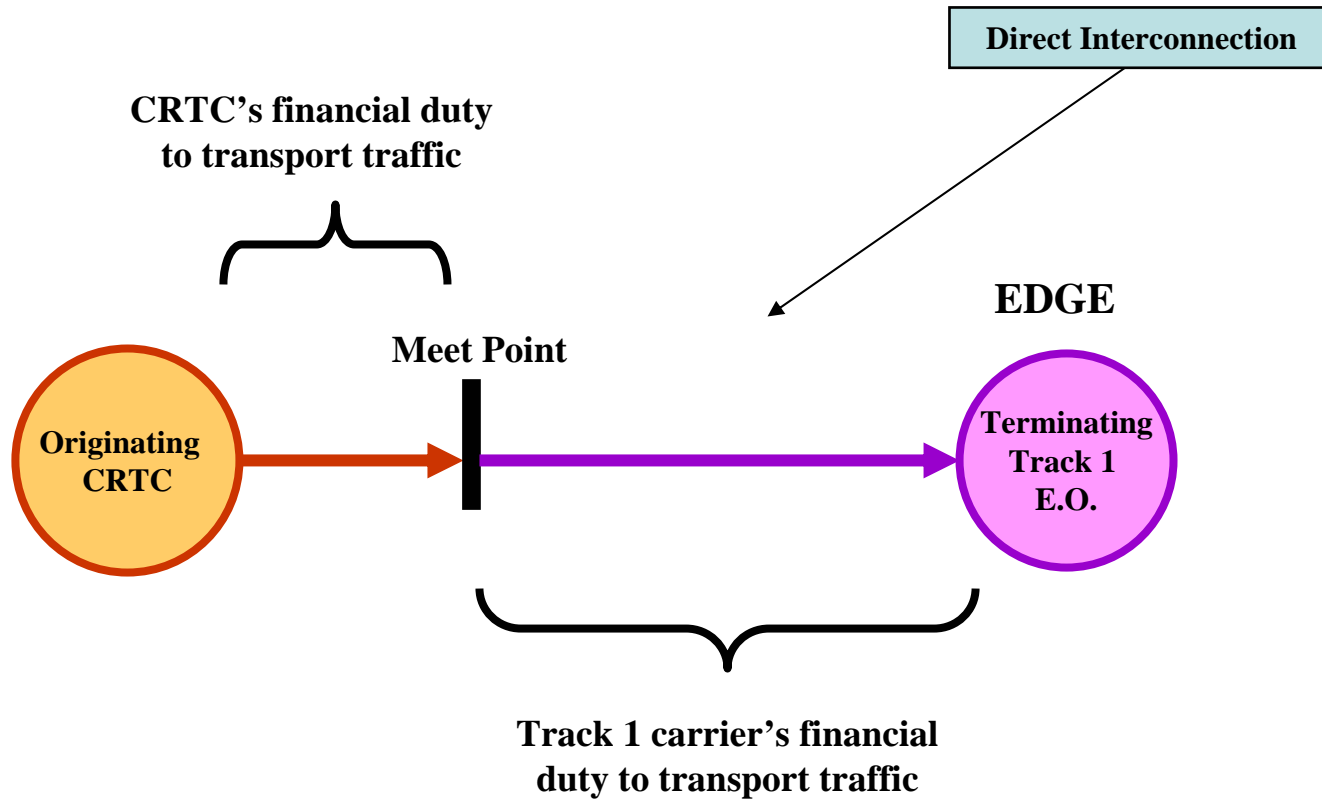 Direct Interconnection
CRTC’s financial duty
to transport traffic
EDGE
Meet Point
Originating
CRTC
Terminating
Track 1
E.O.
Track 1 carrier’s financial
duty to transport traffic